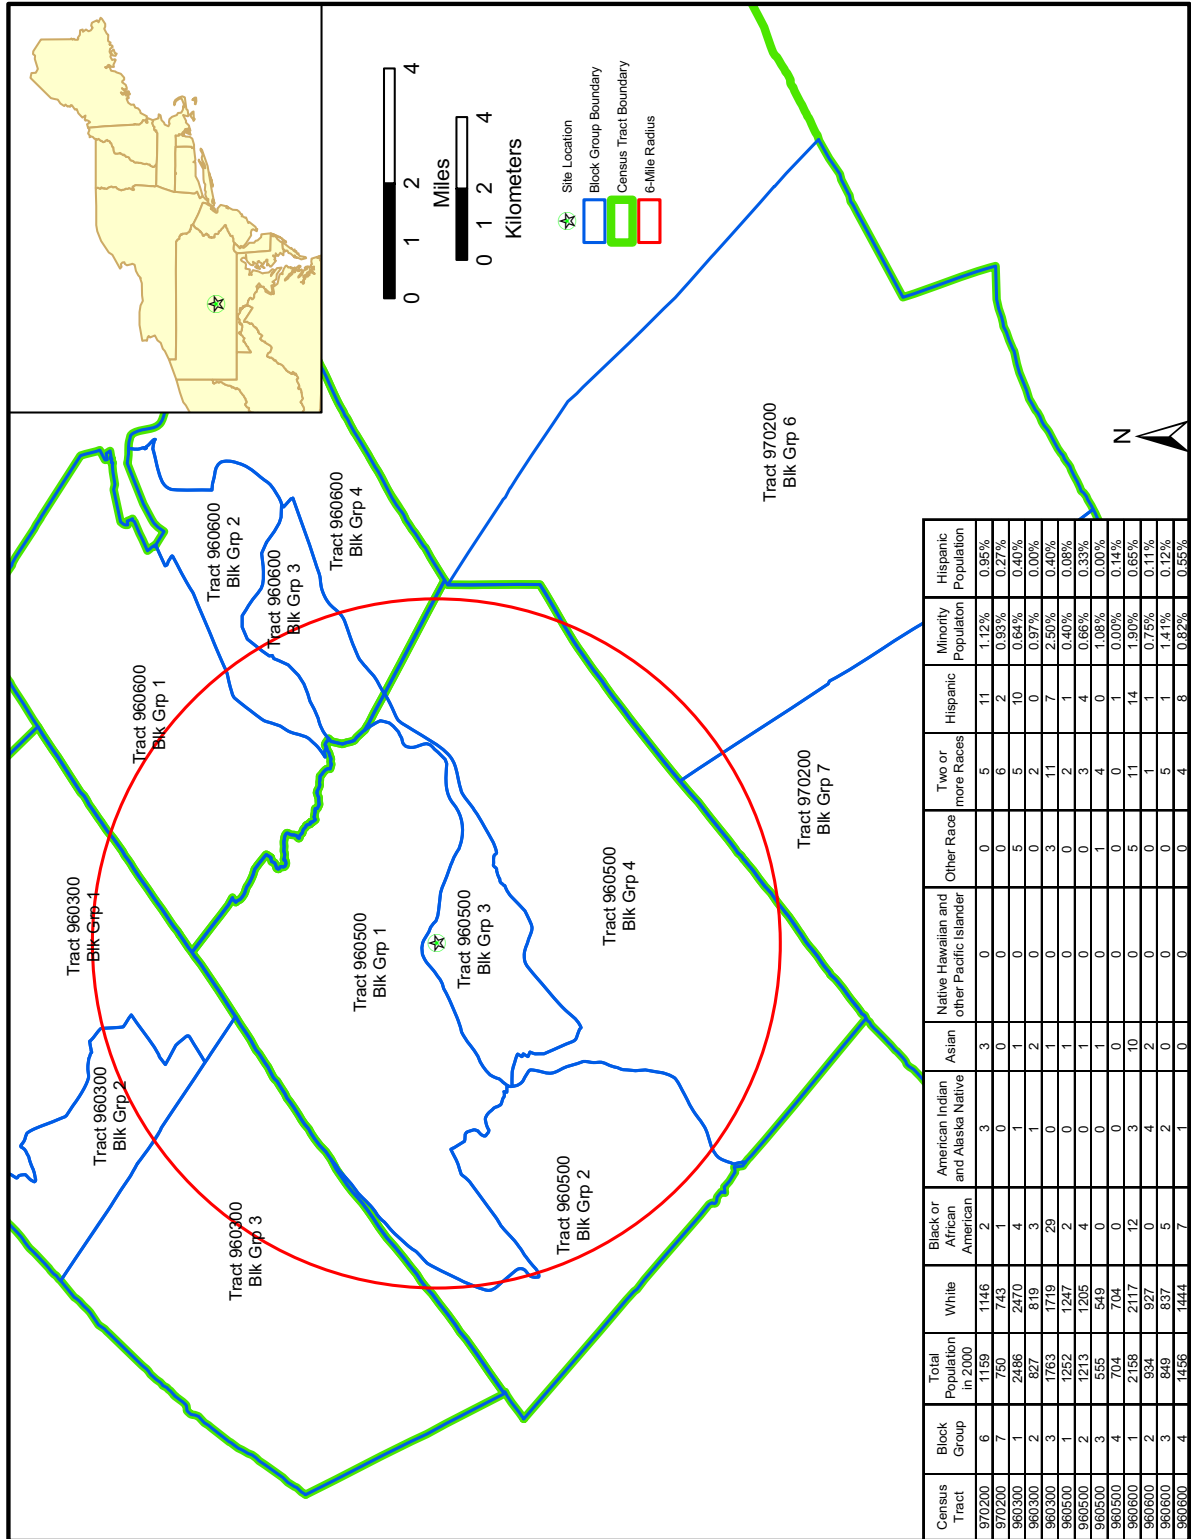 0 1 2 4
Miles
0 1 2 4
Kilometers
Site Location
Block Group Boundary
Census Tract Boundary
6-Mile Radius
Tract 960300
Blk Grp 1
Tract 960300
Blk Grp 2
Tract 960300
Blk Grp 3
Tract 960600
Blk Grp 1
Tract 960600
Blk Grp 2
Tract 960600
Blk Grp 3
Tract 960600
Blk Grp 4
Tract 960500
Blk Grp 1
Tract 960500
Blk Grp 3
Tract 960500
Blk Grp 4
Tract 960500
Blk Grp 2
Tract 970200
Blk Grp 7
Tract 970200
Blk Grp 6
N
Census Tract Block Group Total Population in 2000 White Black or African American American Indian and Alaska Native Asian Native Hawaiian and other Pacific Islander Other Race Two or more Races Hispanic Minority Populaton Hispanic Population
970200 6 1159 1146 2 3 3 0 0 5 11 1.12% 0.95%
970200 7 750 743 1 0 0 0 0 6 2 0.93% 0.27%
960300 1 2486 2470 4 1 1 0 5 5 10 0.64% 0.40%
960300 2 827 819 3 1 2 0 0 2 0 0.97% 0.00%
960300 3 1763 1719 29 0 1 0 3 11 7 2.50% 0.40%
960500 1 1252 1247 2 0 1 0 0 2 1 0.40% 0.08%
960500 2 1213 1205 4 0 1 0 0 3 4 0.66% 0.33%
960500 3 555 549 0 0 1 0 1 4 0 1.08% 0.00%
960500 4 704 704 0 0 0 0 0 0 1 0.00% 0.14%
960600 1 2158 2117 12 3 10 0 5 11 14 1.90% 0.65%
960600 2 934 927 0 4 2 0 0 1 1 0.75% 0.11%
960600 3 849 837 5 2 0 0 0 5 1 1.41% 0.12%
960600 4 1456 1444 7 1 0 0 0 4 8 0.82% 0.55%